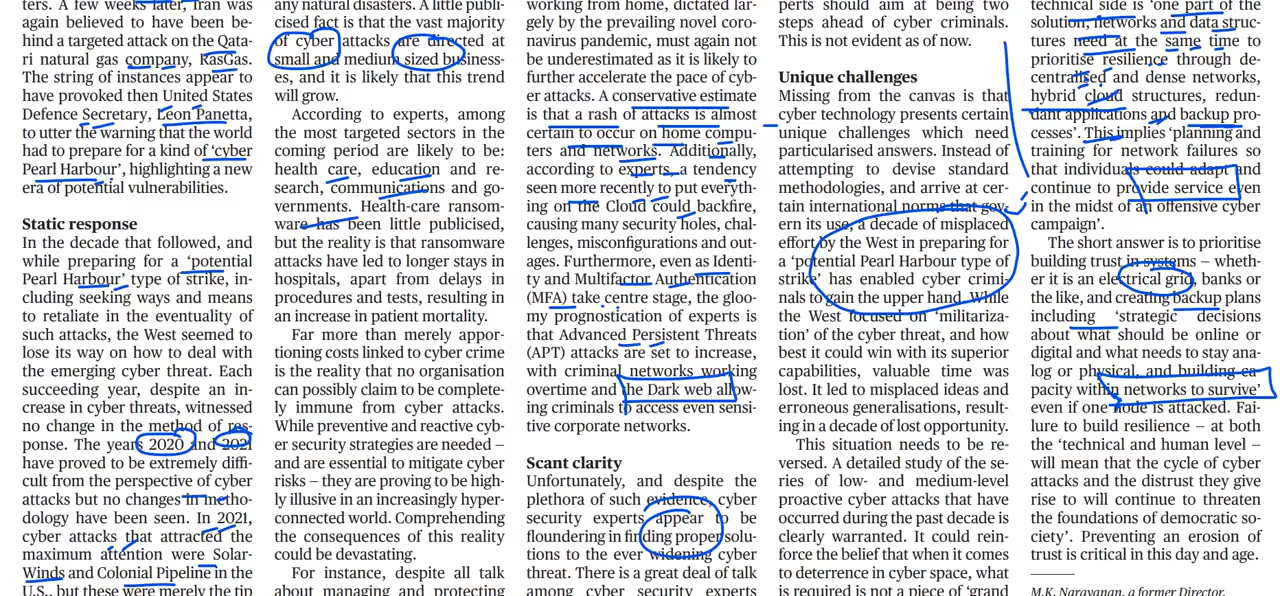 ters. A few weeks later, Iran was
again believed to have been be-
hind a targeted attack on the Qata-
ri natural gas company, RasGas.
The string of instances appear to
have provoked then United States
Defence Secretary, Leon Panetta,
to utter the warning that the world
had to prepare for a kind of 'cyber
Pearl Harbour', highlighting a new
era of potential vulnerabilities.
Static response
In the decade that followed, and
while preparing for a 'potential
Pearl Harbour' type of strike, in-
cluding seeking ways and means
to retaliate in the eventuality of
such attacks, the West seemed to
lose its way on how to deal with
the emerging cyber threat. Each
succeeding year, despite an in-
crease in cyber threats, witnessed
no change in the method of res-
ponse. The years 2020 and 2021
have proved to be extremely diffi-
cult from the perspective of cyber
attacks but no changes in metho-
dology have been seen. In 2021,
cyber attacks that attracted the
maximum attention were Solar-
Winds and Colonial Pipeline in the
U.S., but these were merely the tip
any natural disasters. A little publi-
cised fact is that the vast majority
of cyber attacks are directed at
small and medium sized business-
es, and it is likely that this trend
will grow.
According to experts, among
the most targeted sectors in the
coming period are likely to be:
health care, education and re-
search, communications and go-
vernments. Health-care ransom-
ware has been little publicised,
but the reality is that ransomware
attacks have led to longer stays in
hospitals, apart from delays in
procedures and tests, resulting in
an increase in patient mortality.
Far more than merely appor-
tioning costs linked to cyber crime
is the reality that no organisation
can possibly claim to be complete-
ly immune from cyber attacks.
While preventive and reactive cyb-
er security strategies are needed –
and are essential to mitigate cyber
risks – they are proving to be high-
ly illusive in an increasingly hyper-
connected world. Comprehending
the consequences of this reality
could be devastating.
For instance, despite all talk
about managing and protecting
working from home, dictated lar-
gely by the prevailing novel coro-
navirus pandemic, must again not
be underestimated as it is likely to
further accelerate the pace of cyb-
er attacks. A conservative estimate
is that a rash of attacks is almost
certain to occur on home compu-
ters and networks. Additionally,
according to experts, a tendency
seen more recently to put everyth-
ing on the Cloud could backfire,
causing many security holes, chal-
lenges, misconfigurations and out-
ages. Furthermore, even as Identi-
ty and Multifactor Authentication
(MFA) take centre stage, the gloo-
my prognostication of experts is
that Advanced Persistent Threats
(APT) attacks are set to increase,
with criminal networks working
overtime and the Dark web allow-
ing criminals to access even sensi-
tive corporate networks.
Scant clarity
Unfortunately, and despite the
plethora of such evidence, cyber
security experts appear to be
floundering in finding proper solu-
tions to the ever widening cyber
threat. There is a great deal of talk
among cyber security experts
perts should aim at being two
steps ahead of cyber criminals.
This is not evident as of now.
Unique challenges
Missing from the canvas is that
cyber technology presents certain
unique challenges which need
particularised answers. Instead of
attempting to devise standard
methodologies, and arrive at cer-
tain international norms that gov-
ern its use, a decade of misplaced
effort by the West in preparing for
a 'potential Pearl Harbour type of
strike' has enabled cyber crimi-
nals to gain the upper hand. While
the West focused on 'militariza-
tion' of the cyber threat, and how
best it could win with its superior
capabilities, valuable time was
lost. It led to misplaced ideas and
erroneous generalisations, result-
ing in a decade of lost opportunity.
This situation needs to be re-
versed. A detailed study of the se-
ries of low- and medium-level
proactive cyber attacks that have
occurred during the past decade is
clearly warranted. It could rein-
force the belief that when it comes
to deterrence in cyber space, what
is required is not a piece of 'grand
technical side is 'one part of the
solution, networks and data struc-
tures need at the same time to
prioritise resilience through de-
centralised and dense networks,
hybrid cloud structures, redun-
dant applications and backup pro-
cesses'. This implies 'planning and
training for network failures so
that individuals could adapt and
continue to provide service even
in the midst of an offensive cyber
campaign'.
The short answer is to prioritise
building trust in systems – wheth-
er it is an electrical grid, banks or
the like, and creating backup plans
including 'strategic decisions
about what should be online or
digital and what needs to stay ana-
log or physical, and building ca-
pacity within networks to survive'
even if one node is attacked. Fai-
lure to build resilience – at both
the 'technical and human level –
will mean that the cycle of cyber
attacks and the distrust they give
rise to will continue to threaten
the foundations of democratic so-
ciety'. Preventing an erosion of
trust is critical in this day and age.
M.K. Narayanan, a former Director,